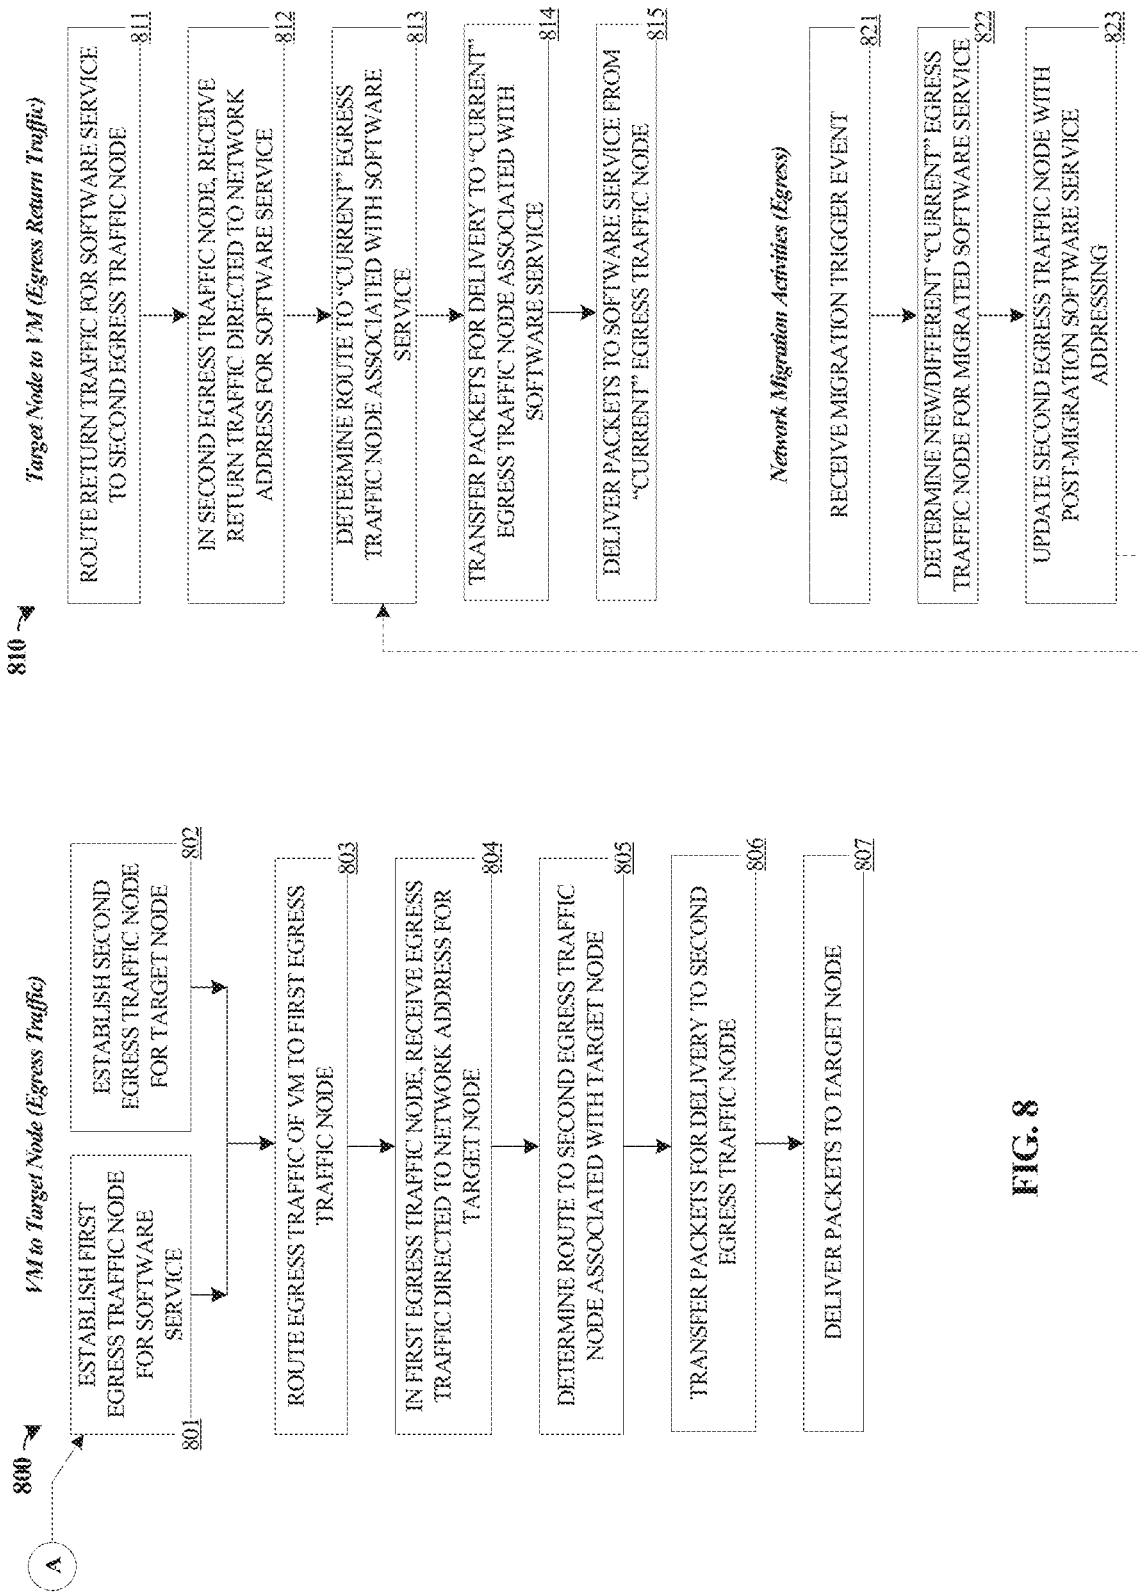 800
A
VM to Target Node (Egress Traffic)
ESTABLISH FIRST
EGRESS TRAFFIC NODE
FOR SOFTWARE
SERVICE
801
ESTABLISH SECOND
EGRESS TRAFFIC NODE
FOR TARGET NODE
802
ROUTE EGRESS TRAFFIC OF VM TO FIRST EGRESS
TRAFFIC NODE
803
IN FIRST EGRESS TRAFFIC NODE, RECEIVE EGRESS
TRAFFIC DIRECTED TO NETWORK ADDRESS FOR
TARGET NODE
804
DETERMINE ROUTE TO SECOND EGRESS TRAFFIC
NODE ASSOCIATED WITH TARGET NODE
805
TRANSFER PACKETS FOR DELIVERY TO SECOND
EGRESS TRAFFIC NODE
806
DELIVER PACKETS TO TARGET NODE
807
810
Target Node to VM (Egress Return Traffic)
ROUTE RETURN TRAFFIC FOR SOFTWARE SERVICE
TO SECOND EGRESS TRAFFIC NODE
811
IN SECOND EGRESS TRAFFIC NODE, RECEIVE
RETURN TRAFFIC DIRECTED TO NETWORK
ADDRESS FOR SOFTWARE SERVICE
812
DETERMINE ROUTE TO "CURRENT" EGRESS
TRAFFIC NODE ASSOCIATED WITH SOFTWARE
SERVICE
813
TRANSFER PACKETS FOR DELIVERY TO "CURRENT"
EGRESS TRAFFIC NODE ASSOCIATED WITH
SOFTWARE SERVICE
814
DELIVER PACKETS TO SOFTWARE SERVICE FROM
"CURRENT" EGRESS TRAFFIC NODE
815
Network Migration Activities (Egress)
RECEIVE MIGRATION TRIGGER EVENT
821
DETERMINE NEW/DIFFERENT "CURRENT" EGRESS
TRAFFIC NODE FOR MIGRATED SOFTWARE SERVICE
822
UPDATE SECOND EGRESS TRAFFIC NODE WITH
POST-MIGRATION SOFTWARE SERVICE
ADDRESSING
823
FIG. 8